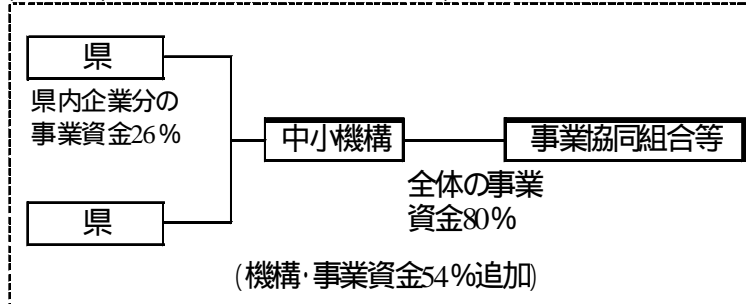 県
県内企業分の
事業資金26%
中小機構
事業協同組合等
全体の事業
資金80%
県
(機構・事業資金54%追加)